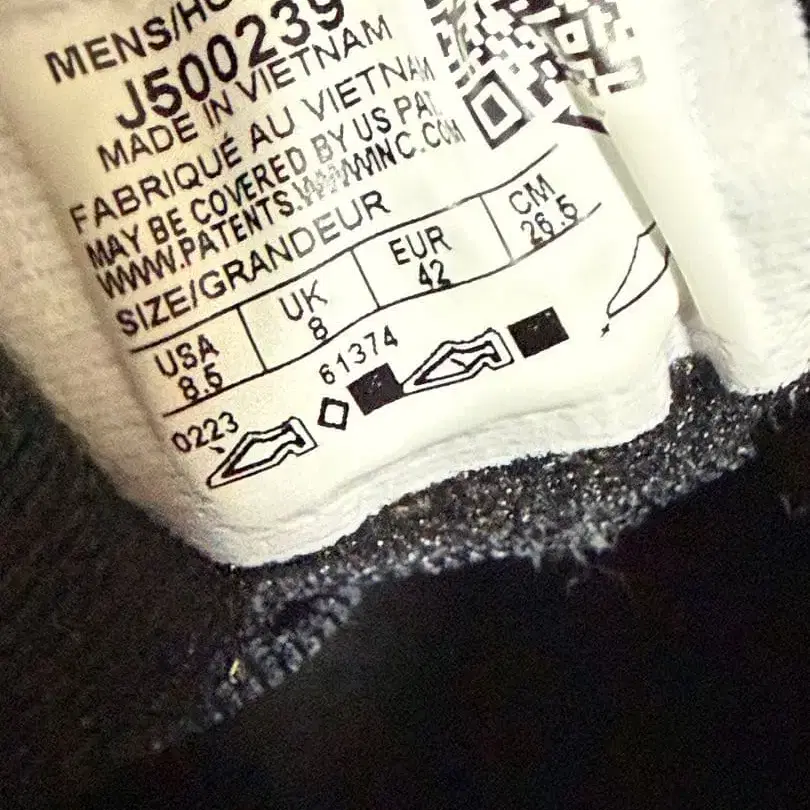 MENS/HO
J500239
MADE IN VIETNAM
FABRIQUÉ AU VIETNAM
MAY BE COVERED BY US PAT.
WWW.PATENTS.WWWINC.COM
SIZE/GRANDEUR
USA UK EUR CM
8.5 8 42 26.5
61374
0223